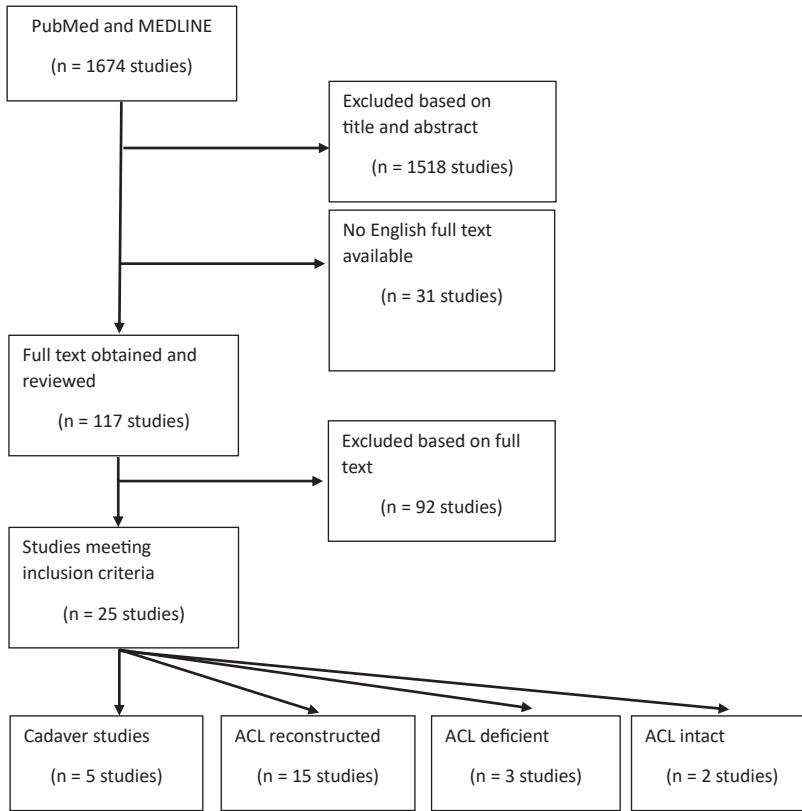 PubMed and MEDLINE
(n = 1674 studies)
Excluded based on
title and abstract
(n = 1518 studies)
No English full text
available
(n = 31 studies)
Full text obtained and
reviewed
(n = 117 studies)
Excluded based on full
text
(n = 92 studies)
Studies meeting
inclusion criteria
(n = 25 studies)
Cadaver studies
(n = 5 studies)
ACL reconstructed
(n = 15 studies)
ACL deficient
(n = 3 studies)
ACL intact
(n = 2 studies)